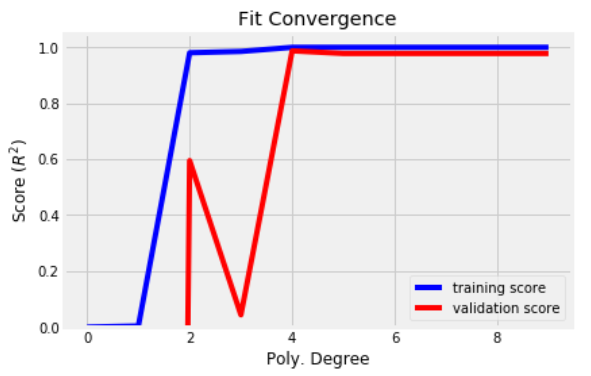 Fit Convergence
1.0
0.8
0.6
0.4
0.2
0.0
Score (R²)
0
2
4
6
8
Poly. Degree
training score
validation score